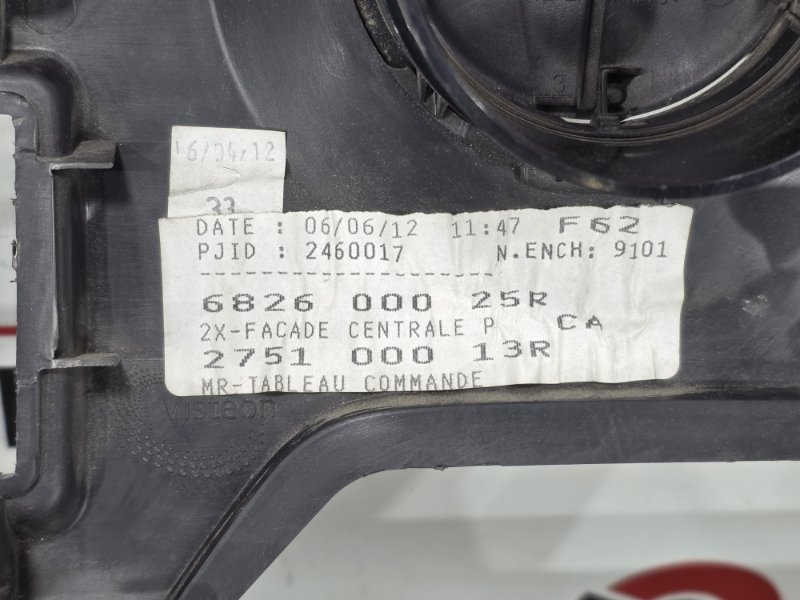 16/04/12
33
DATE : 06/06/12 11:47 F62
PJID : 2460017 N.ENCH: 9101
--------------------
6826 000 25R
2X-FACADE CENTRALE P CA
2751 000 13R
MR-TABLEAU COMMANDE
Visteon
3